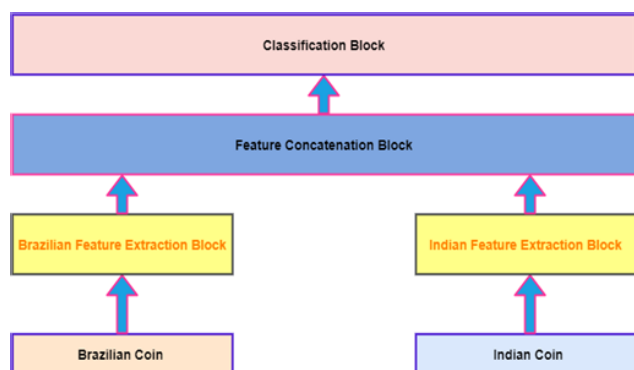 Classification Block
Feature Concatenation Block
Brazilian Feature Extraction Block
Indian Feature Extraction Block
Brazilian Coin
Indian Coin